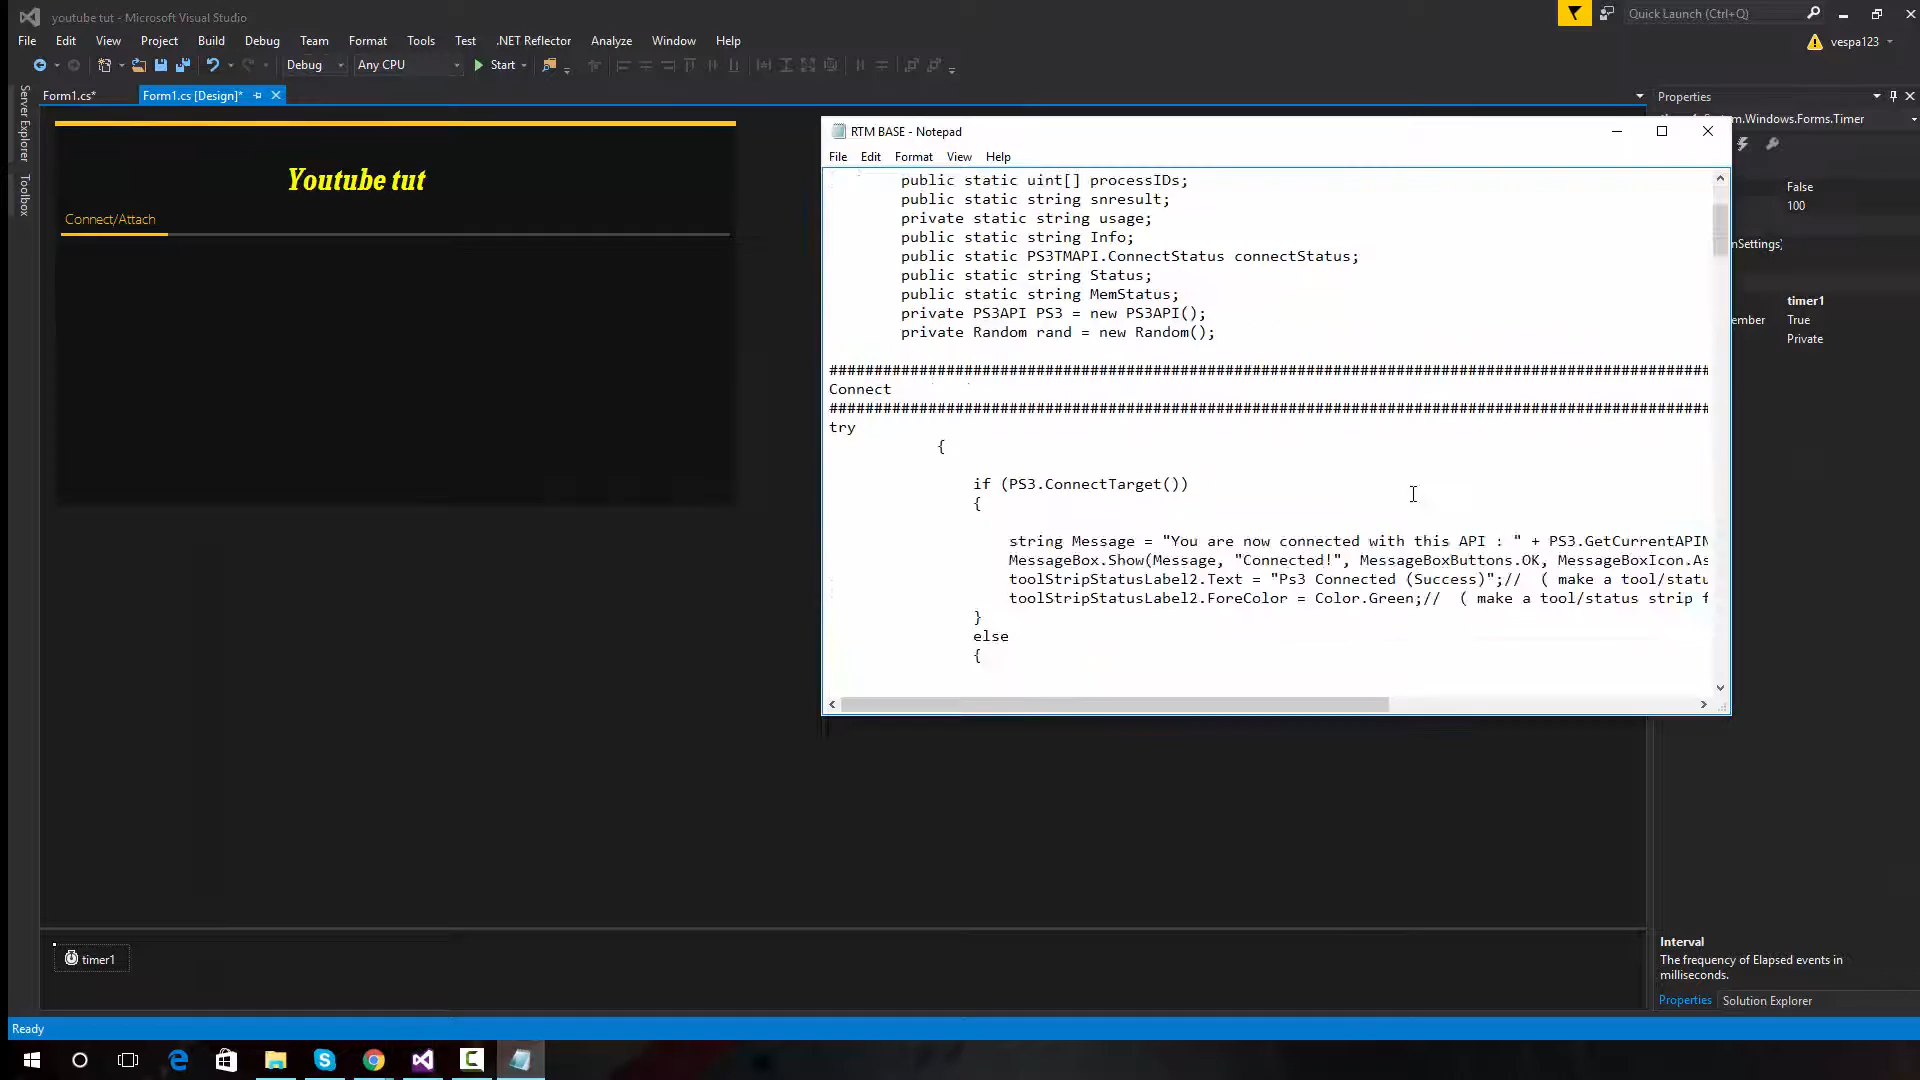 youtube tut - Microsoft Visual Studio
Quick Launch (Ctrl+Q)
File Edit View Project Build Debug Team Format Tools Test .NET Reflector Analyze Window Help
vespa123
Debug Any CPU Start
Form1.cs* Form1.cs [Design]*
Server Explorer
Toolbox
Youtube tut
Connect/Attach
timer1
RTM BASE - Notepad
File Edit Format View Help
public static uint[] processIDs;
public static string snresult;
private static string usage;
public static string Info;
public static PS3TMAPI.ConnectStatus connectStatus;
public static string Status;
public static string MemStatus;
private PS3API PS3 = new PS3API();
private Random rand = new Random();
##################################################################################################
Connect
##################################################################################################
try
{
if (PS3.ConnectTarget())
{
string Message = "You are now connected with this API : " + PS3.GetCurrentAPIN
MessageBox.Show(Message, "Connected!", MessageBoxButtons.OK, MessageBoxIcon.As
toolStripStatusLabel2.Text = "Ps3 Connected (Success)";//  ( make a tool/statu
toolStripStatusLabel2.ForeColor = Color.Green;//  ( make a tool/status strip f
}
else
{
Properties
m.Windows.Forms.Timer
False
100
nSettings)
timer1
ember True
Private
Interval
The frequency of Elapsed events in
milliseconds.
Properties Solution Explorer
Ready